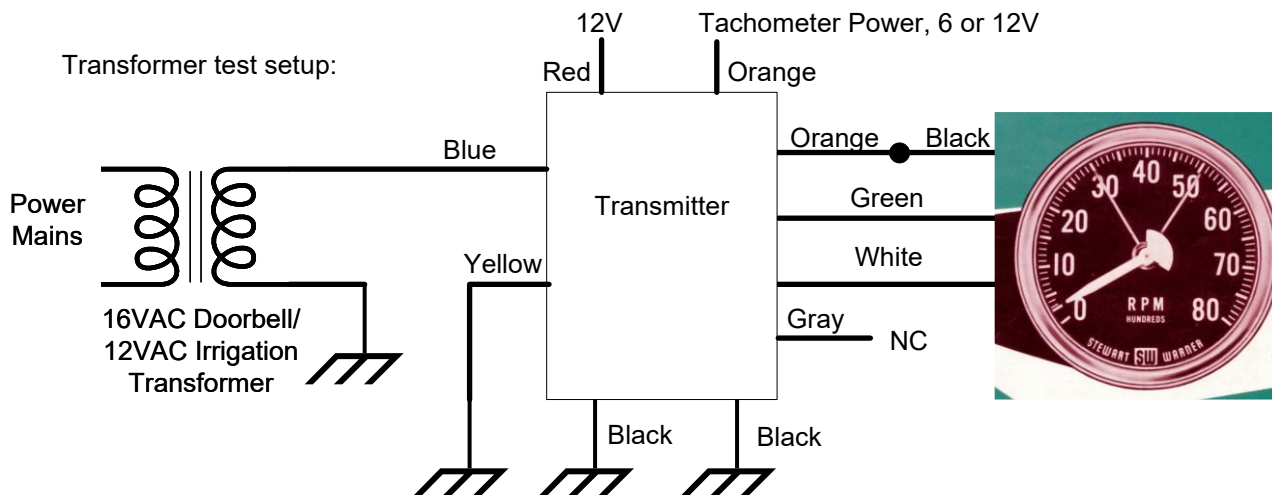 12V
Tachometer Power, 6 or 12V
Transformer test setup:
Red
Orange
Blue
Orange
Black
Power
Mains
Transmitter
Green
White
Yellow
16VAC Doorbell/
12VAC Irrigation
Transformer
Gray
NC
Black
Black
0
10
20
30
40
50
60
70
80
RPM
HUNDREDS
STEWART SW WARNER